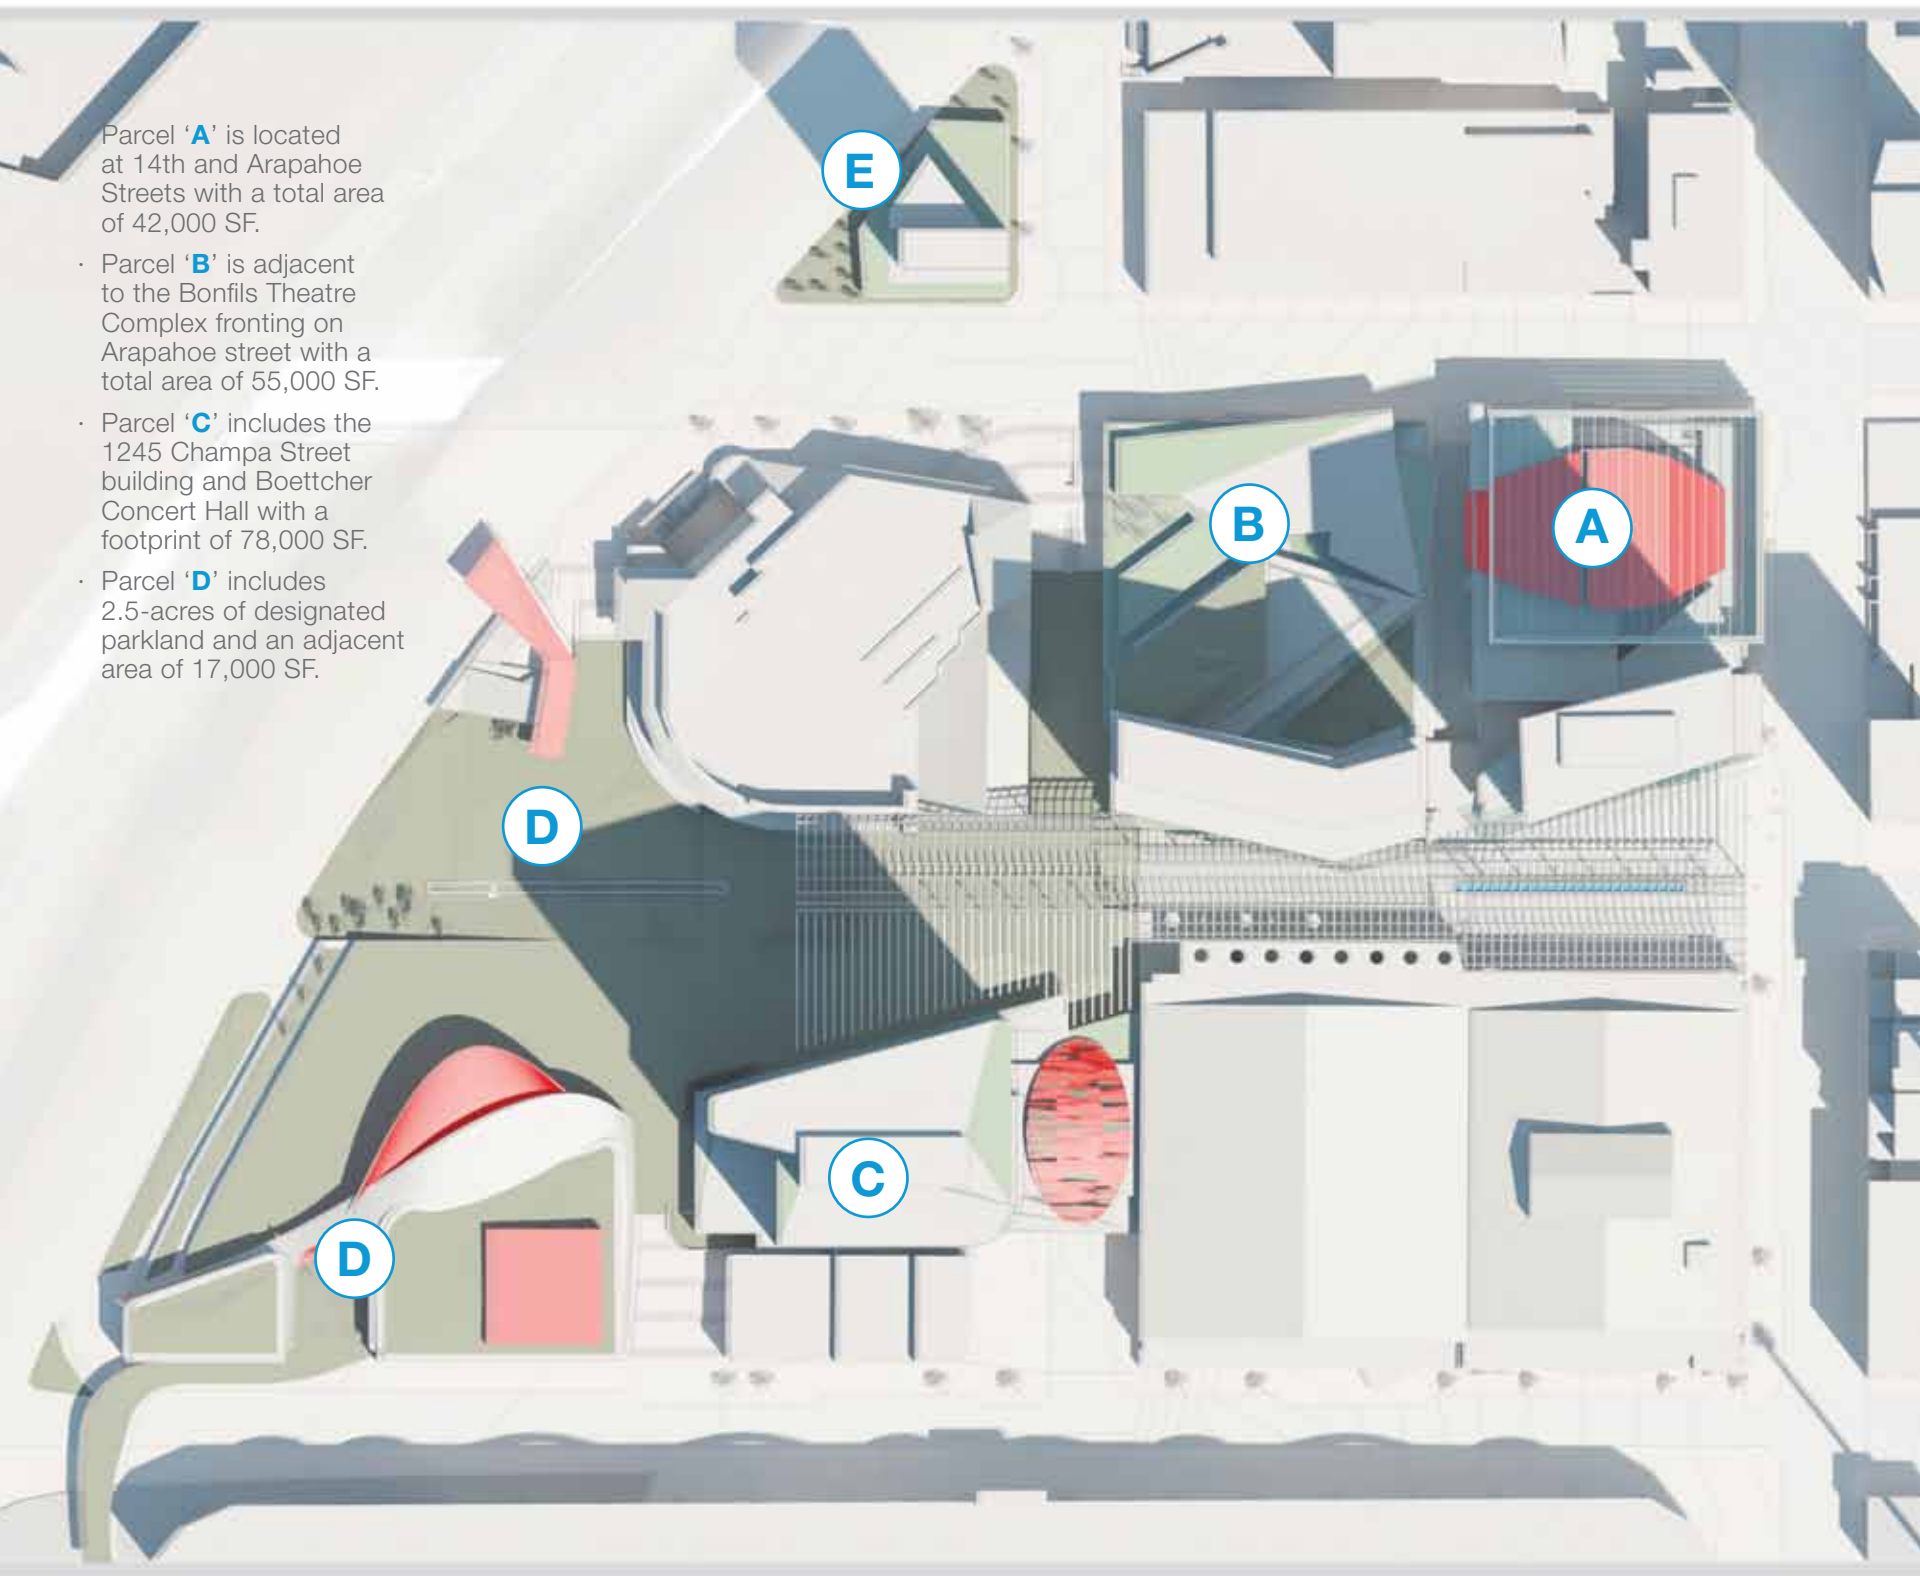 · Parcel ‘A’ is located
at 14th and Arapahoe
Streets with a total area
of 42,000 SF.
· Parcel ‘B’ is adjacent
to the Bonfils Theatre
Complex fronting on
Arapahoe street with a
total area of 55,000 SF.
· Parcel ‘C’ includes the
1245 Champa Street
building and Boettcher
Concert Hall with a
footprint of 78,000 SF.
· Parcel ‘D’ includes
2.5-acres of designated
parkland and an adjacent
area of 17,000 SF.
E
B
A
D
C
D